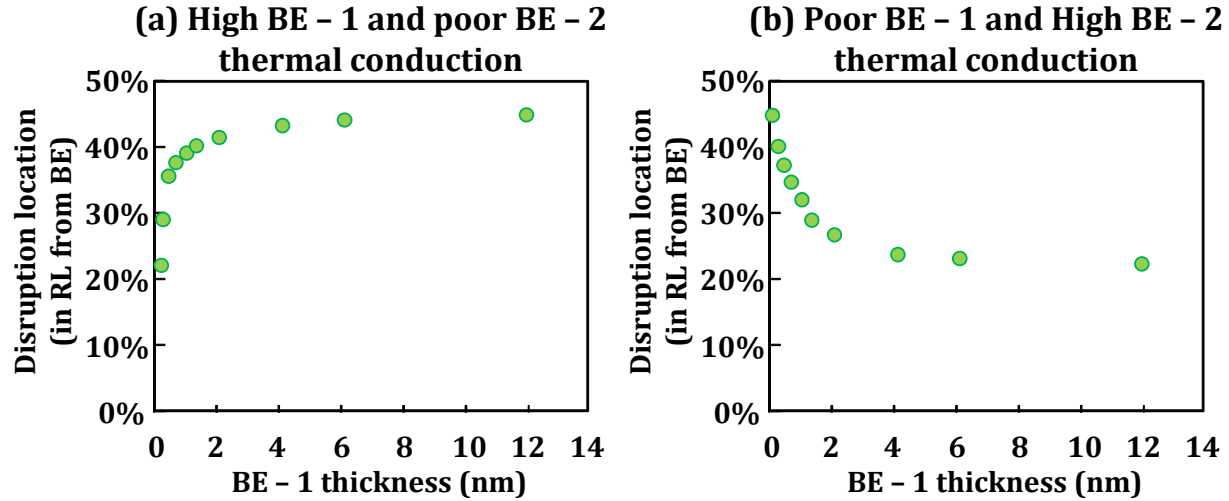 (a) High BE – 1 and poor BE – 2
thermal conduction
50%
40%
30%
20%
10%
0%
Disruption location
(in RL from BE)
0 2 4 6 8 10 12 14
BE – 1 thickness (nm)
(b) Poor BE – 1 and High BE – 2
thermal conduction
50%
40%
30%
20%
10%
0%
Disruption location
(in RL from BE)
0 2 4 6 8 10 12 14
BE – 1 thickness (nm)